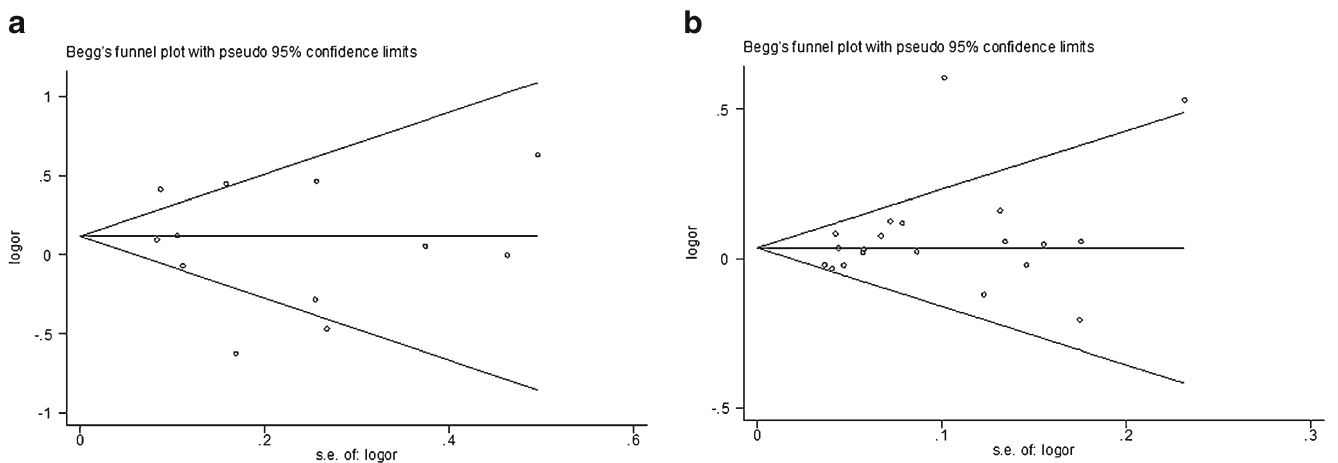 a
Begg's funnel plot with pseudo 95% confidence limits
logor
1
.5
0
-.5
-1
0
.2
.4
.6
s.e. of: logor
b
Begg's funnel plot with pseudo 95% confidence limits
logor
.5
0
-.5
0
.1
.2
.3
s.e. of: logor